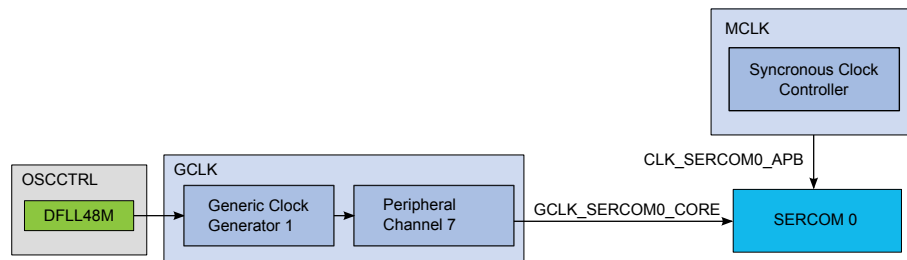 MCLK
Syncronous Clock
Controller
CLK_SERCOM0_APB
OSCCTRL
DFLL48M
GCLK
Generic Clock
Generator 1
Peripheral
Channel 7
GCLK_SERCOM0_CORE
SERCOM 0